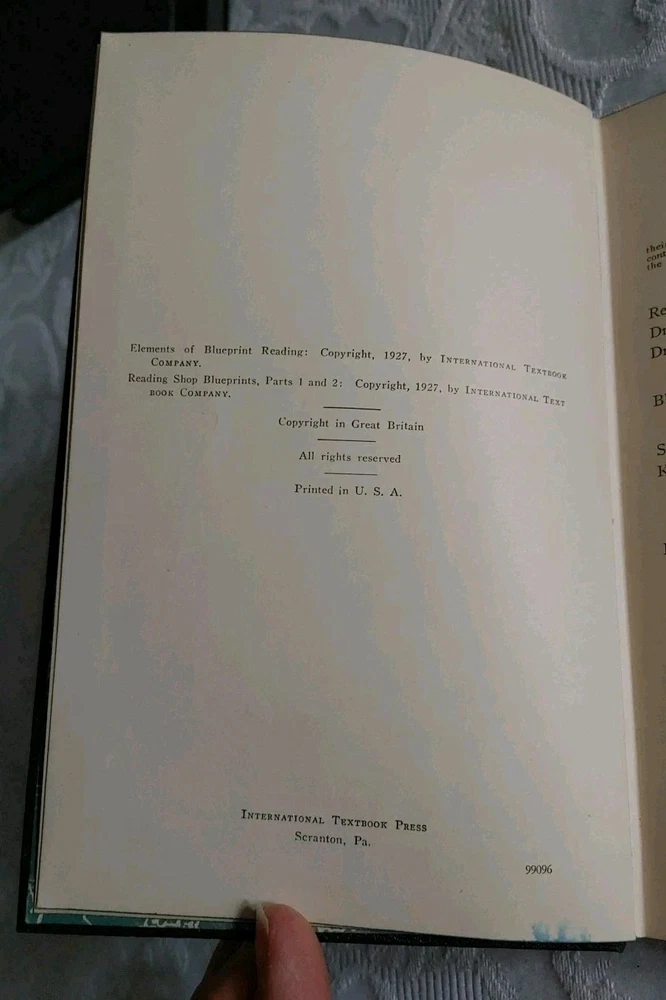 Elements of Blueprint Reading: Copyright, 1927, by INTERNATIONAL TEXTBOOK
COMPANY.
Reading Shop Blueprints, Parts 1 and 2: Copyright, 1927, by INTERNATIONAL TEXT
BOOK COMPANY.
Copyright in Great Britain
All rights reserved
Printed in U. S. A.
INTERNATIONAL TEXTBOOK PRESS
Scranton, Pa.
99096
the